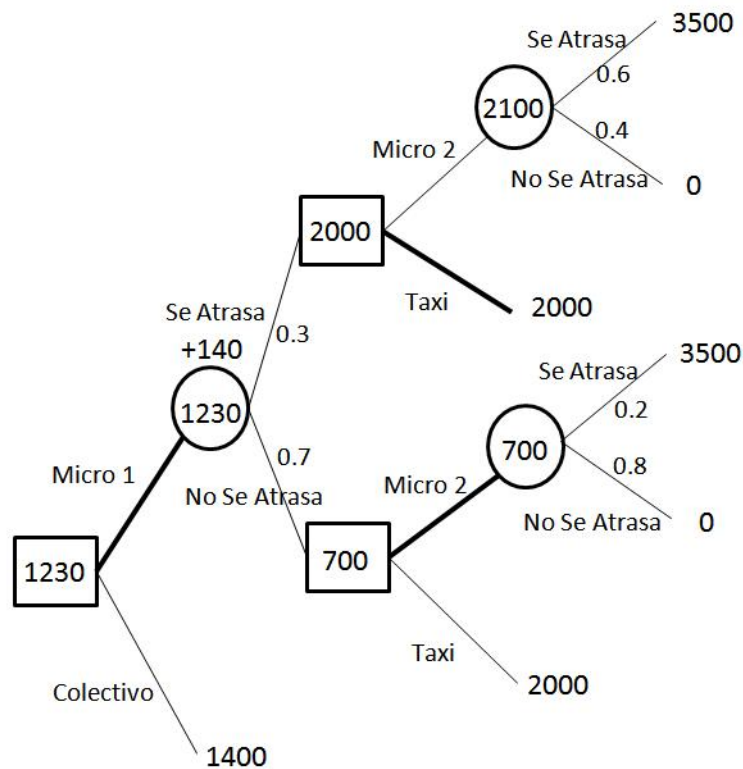 Se Atrasa
3500
0.6
2100
0.4
Micro 2
No Se Atrasa
0
2000
Taxi
2000
Se Atrasa
+140
0.3
3500
Se Atrasa
0.2
1230
0.7
700
0.8
Micro 1
No Se Atrasa
Micro 2
No Se Atrasa
0
1230
700
Taxi
2000
Colectivo
1400